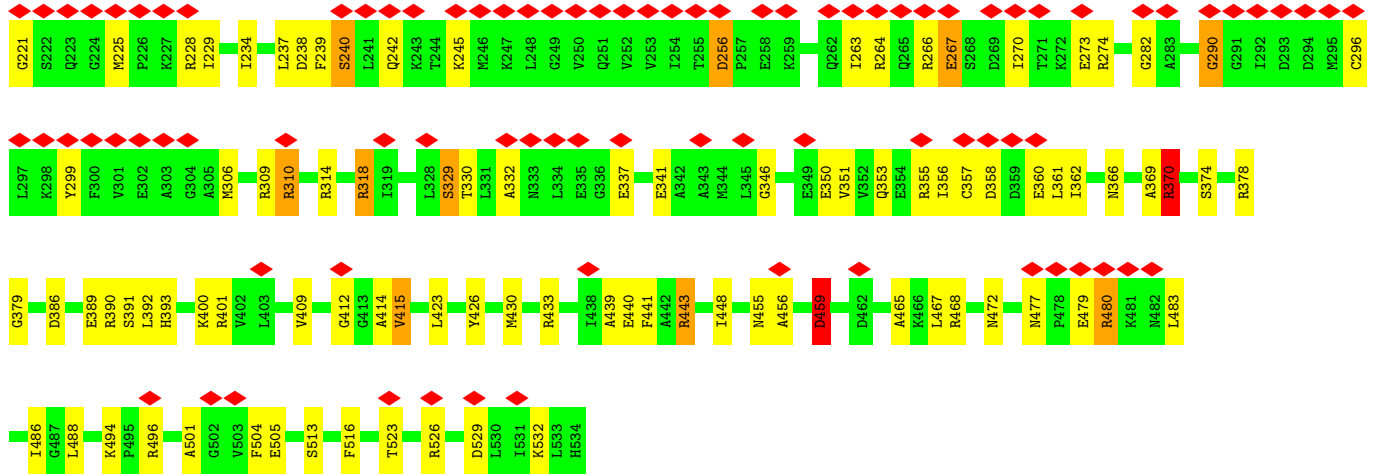 G221 S222 Q223 G224 M225 P226 K227 R228 I229 I234 L237 D238 F239 S240 L241 Q242 K243 T244 K245 M246 K247 L248 G249 V250 Q251 V252 V253 I254 T255 D256 P257 E258 K259 Q262 I263 R264 Q265 R266 E267 S268 D269 I270 T271 K272 E273 R274 G282 A283 G290 G291 I292 D293 D294 M295 C296
L297 K298 Y299 F300 V301 E302 A303 G304 A305 M306 R309 R310 R314 R318 I319 L328 S329 T330 L331 A332 N333 L334 E335 G336 E337 E341 A342 A343 M344 L345 G346 E349 E350 V351 V352 Q353 E354 R355 I356 C357 D358 D359 E360 L361 I362 N366 A369 R370 S374 R378
G379 D386 E389 R390 S391 L392 H393 K400 R401 V402 L403 V409 G412 G413 A414 V415 L423 Y426 M430 R433 I438 A439 E440 F441 A442 R443 I448 N455 A456 D459 D462 A465 K466 L467 R468 N472 N477 P478 E479 R480 K481 N482 L483
I486 G487 L488 K494 P495 R496 A501 G502 V503 F504 E505 S513 F516 T523 R526 D529 L530 I531 K532 L533 H534